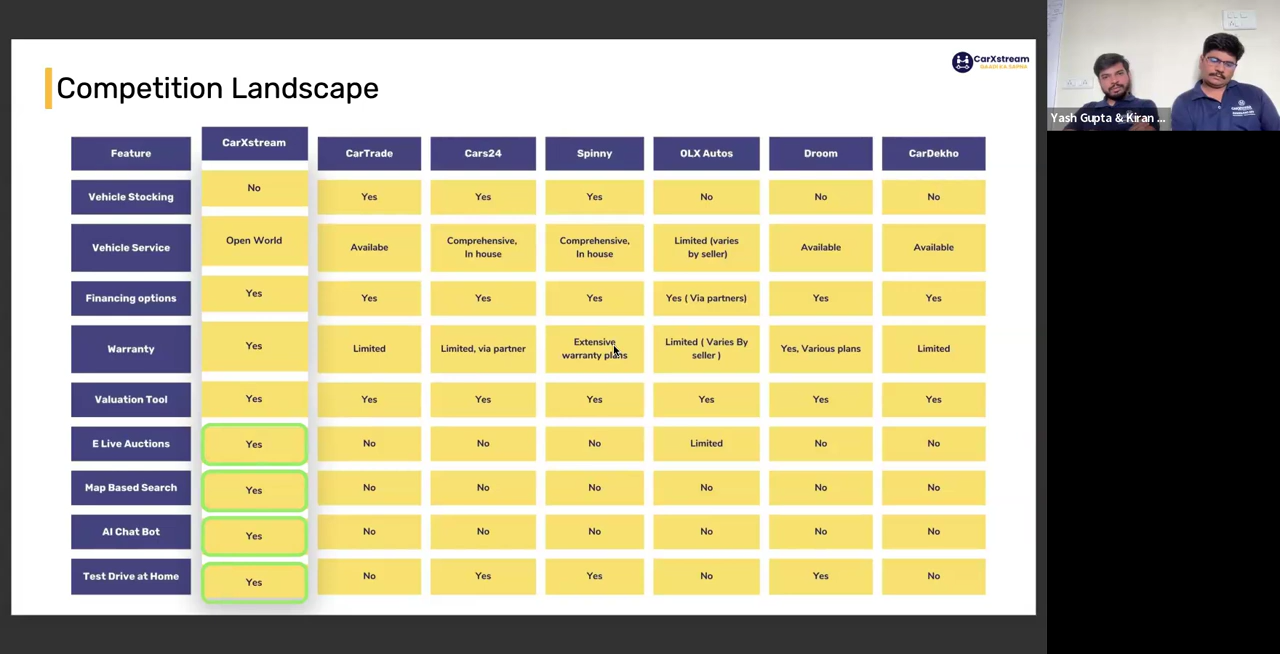 CarXstream
Competition Landscape
Yash Gupta & Kiran ...
Feature
CarXstream
CarTrade
Cars24
Spinny
OLX Autos
Droom
CarDekho
Vehicle Stocking
No
Yes
Yes
Yes
No
No
No
Vehicle Service
Open World
Availabe
Comprehensive,
In house
Comprehensive,
In house
Limited (varies
by seller)
Available
Available
Financing options
Yes
Yes
Yes
Yes
Yes ( Via partners)
Yes
Yes
Warranty
Yes
Limited
Limited, via partner
Extensive
warranty plans
Limited ( Varies By
seller )
Yes, Various plans
Limited
Valuation Tool
Yes
Yes
Yes
Yes
Yes
Yes
Yes
E Live Auctions
Yes
No
No
No
Limited
No
No
Map Based Search
Yes
No
No
No
No
No
No
AI Chat Bot
Yes
No
No
No
No
No
No
Test Drive at Home
Yes
No
Yes
Yes
No
Yes
No